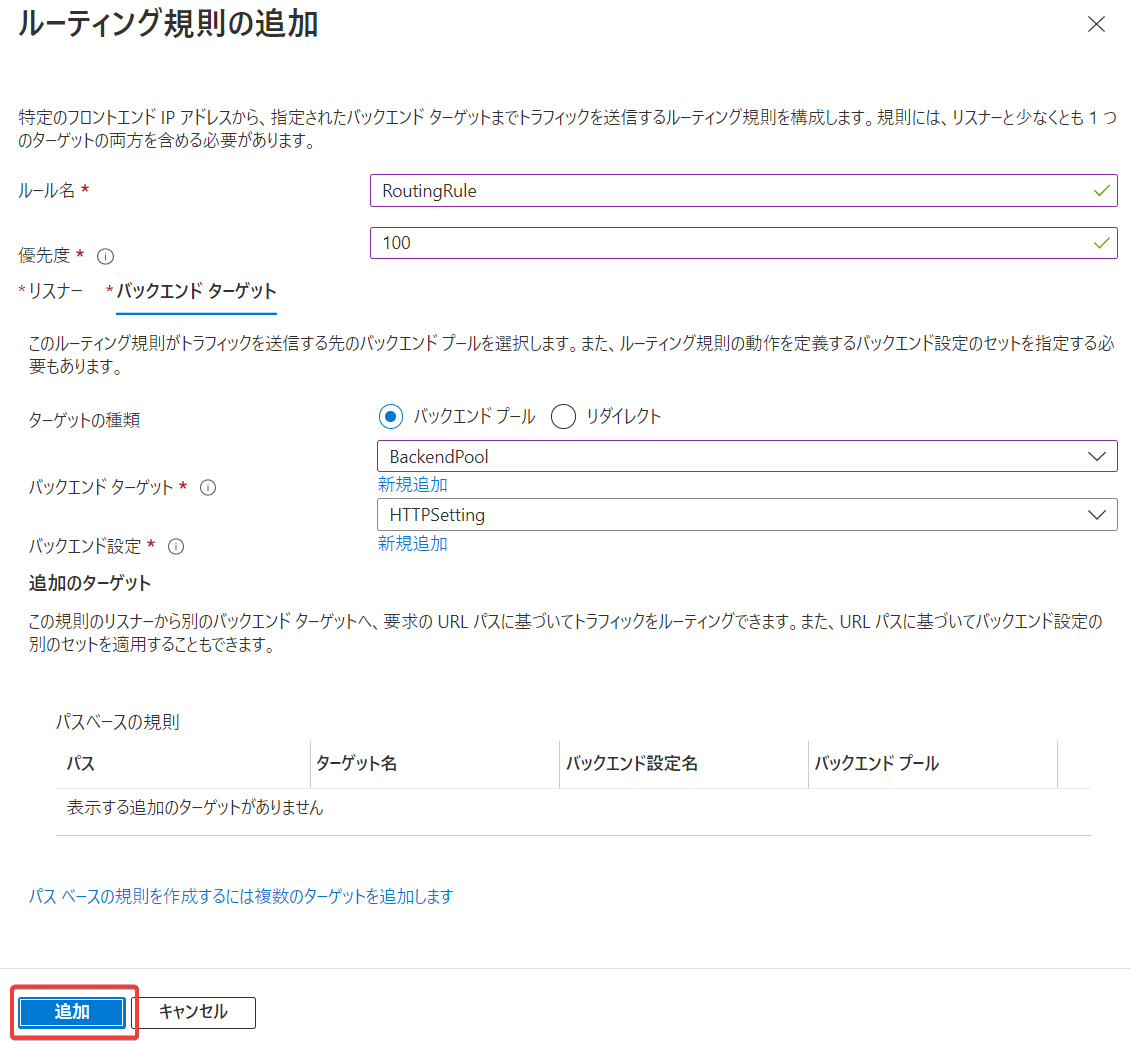 ルーティング規則の追加
特定のフロントエンド IP アドレスから、指定されたバックエンド ターゲットまでトラフィックを送信するルーティング規則を構成します。規則には、リスナーと少なくとも 1 つ
のターゲットの両方を含める必要があります。
ルール名 *
RoutingRule
優先度 *
100
* リスナー * バックエンド ターゲット
このルーティング規則がトラフィックを送信する先のバックエンド プールを選択します。また、ルーティング規則の動作を定義するバックエンド設定のセットを指定する必
要もあります。
ターゲットの種類
バックエンド プール リダイレクト
BackendPool
バックエンド ターゲット *
新規追加
HTTPSetting
バックエンド設定 *
新規追加
追加のターゲット
この規則のリスナーから別のバックエンド ターゲットへ、要求の URL パスに基づいてトラフィックをルーティングできます。また、URL パスに基づいてバックエンド設定の
別のセットを適用することもできます。
パスベースの規則
パス ターゲット名 バックエンド設定名 バックエンド プール
表示する追加のターゲットがありません
パス ベースの規則を作成するには複数のターゲットを追加します
追加 キャンセル